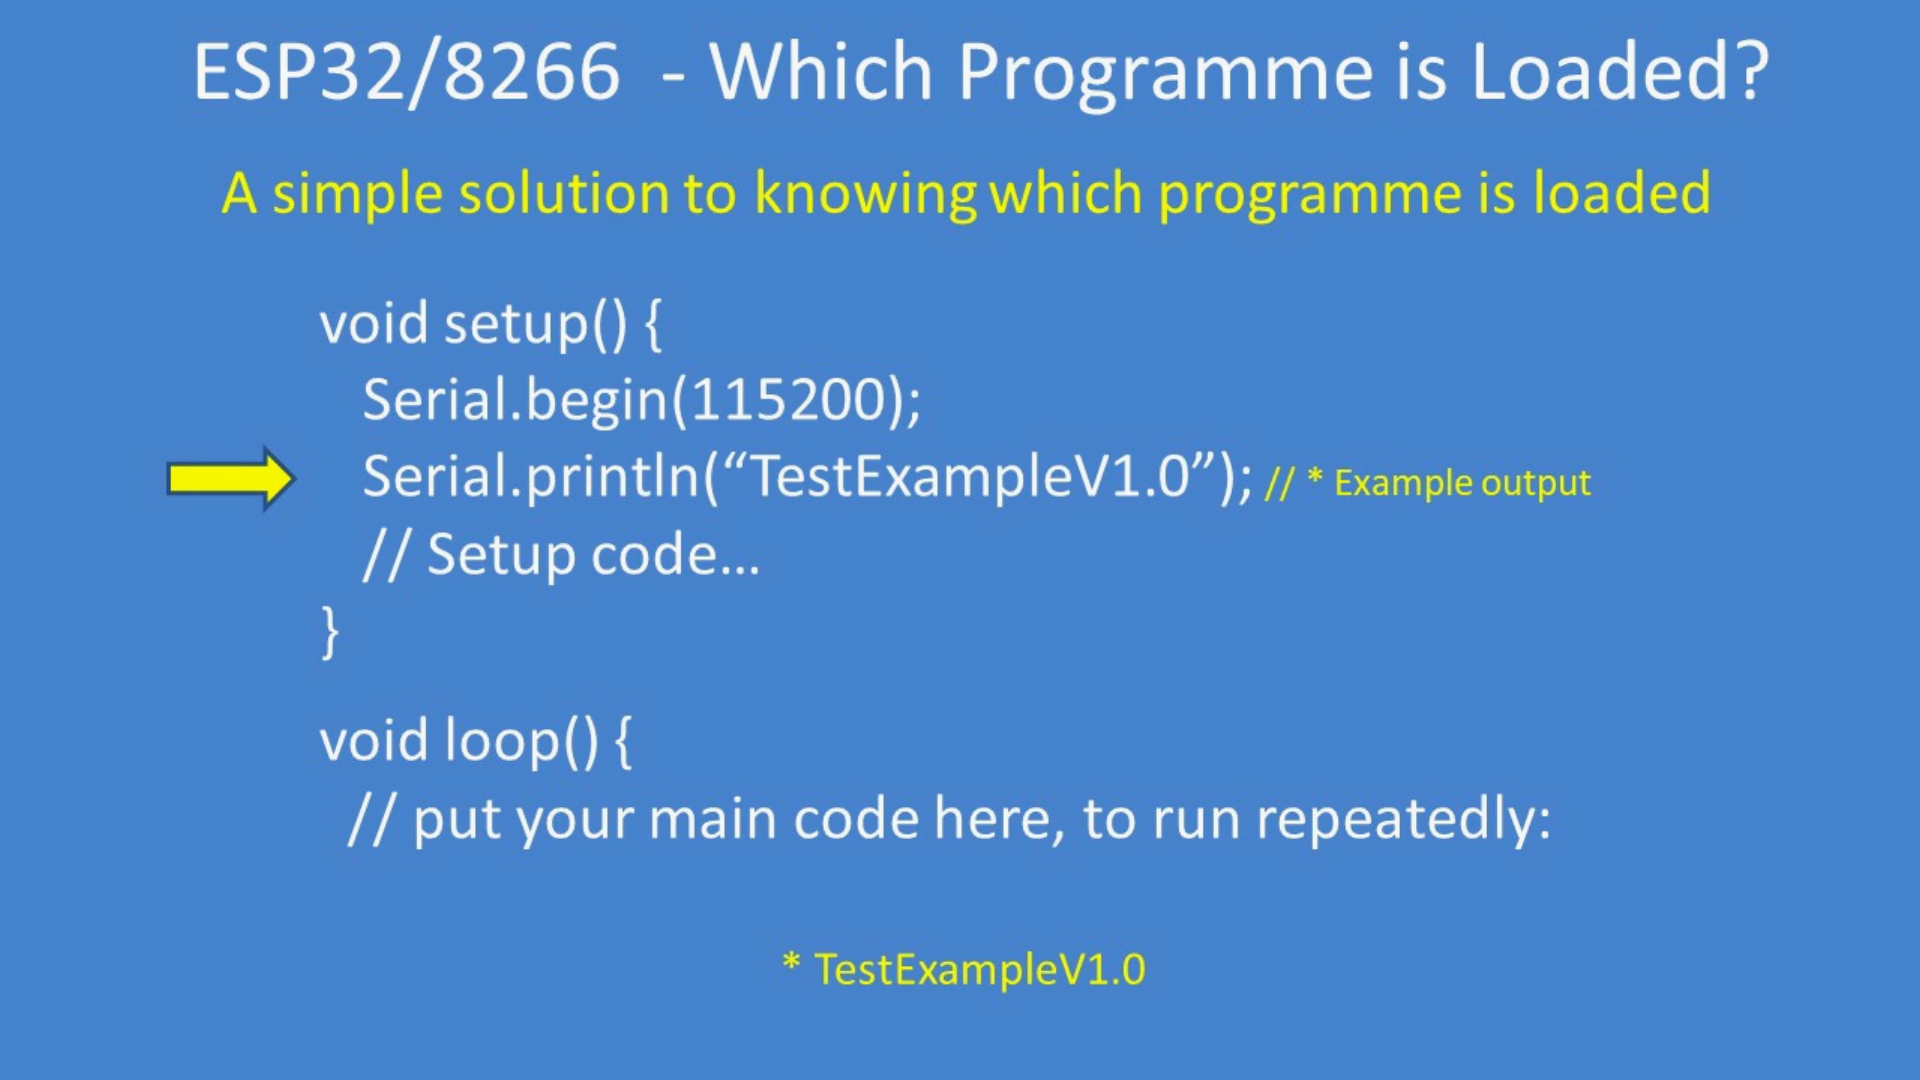 ESP32/8266 - Which Programme is Loaded?
A simple solution to knowing which programme is loaded
void setup() {
Serial.begin(115200);
Serial.println(“TestExampleV1.0”); // * Example output
// Setup code...
}
void loop() {
// put your main code here, to run repeatedly:
* TestExampleV1.0